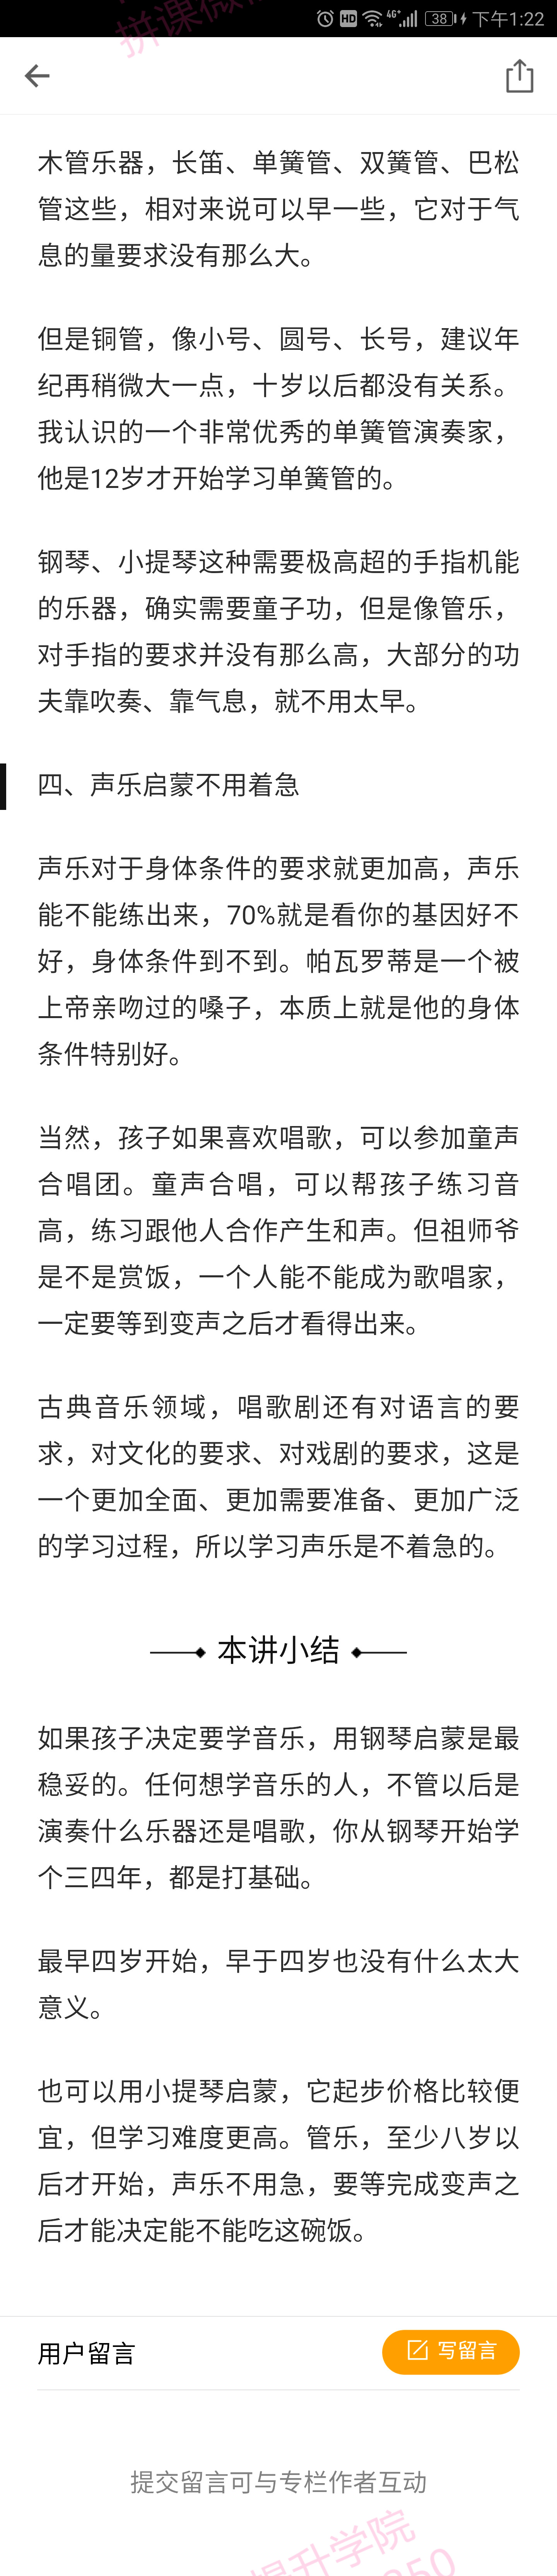 拼课微
HD 4G+ 38 下午1:22
木管乐器，长笛、单簧管、双簧管、巴松
管这些，相对来说可以早一些，它对于气
息的量要求没有那么大。
但是铜管，像小号、圆号、长号，建议年
纪再稍微大一点，十岁以后都没有关系。
我认识的一个非常优秀的单簧管演奏家，
他是12岁才开始学习单簧管的。
钢琴、小提琴这种需要极高超的手指机能
的乐器，确实需要童子功，但是像管乐，
对手指的要求并没有那么高，大部分的功
夫靠吹奏、靠气息，就不用太早。
四、声乐启蒙不用着急
声乐对于身体条件的要求就更加高，声乐
能不能练出来，70%就是看你的基因好不
好，身体条件到不到。帕瓦罗蒂是一个被
上帝亲吻过的嗓子，本质上就是他的身体
条件特别好。
当然，孩子如果喜欢唱歌，可以参加童声
合唱团。童声合唱，可以帮孩子练习音
高，练习跟他人合作产生和声。但祖师爷
是不是赏饭，一个人能不能成为歌唱家，
一定要等到变声之后才看得出来。
古典音乐领域，唱歌剧还有对语言的要
求，对文化的要求、对戏剧的要求，这是
一个更加全面、更加需要准备、更加广泛
的学习过程，所以学习声乐是不着急的。
本讲小结
如果孩子决定要学音乐，用钢琴启蒙是最
稳妥的。任何想学音乐的人，不管以后是
演奏什么乐器还是唱歌，你从钢琴开始学
个三四年，都是打基础。
最早四岁开始，早于四岁也没有什么太大
意义。
也可以用小提琴启蒙，它起步价格比较便
宜，但学习难度更高。管乐，至少八岁以
后才开始，声乐不用急，要等完成变声之
后才能决定能不能吃这碗饭。
用户留言
写留言
提交留言可与专栏作者互动
提升学院
350